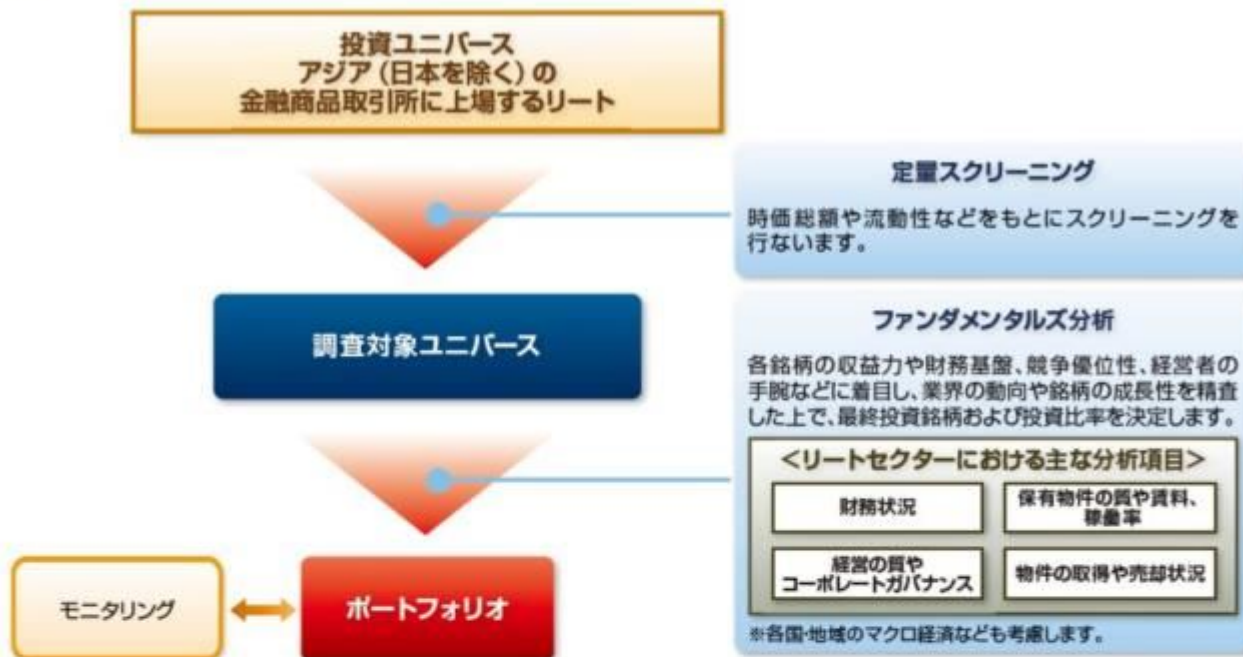 投資ユニバース
アジア（日本を除く）の
金融商品取引所に上場するリート
定量スクリーニング
時価総額や流動性などをもとにスクリーニングを
行ないます。
調査対象ユニバース
ファンダメンタルズ分析
各銘柄の収益力や財務基盤、競争優位性、経営者の
手腕などに着目し、業界の動向や銘柄の成長性を精査
した上で、最終投資銘柄および投資比率を決定します。
＜リートセクターにおける主な分析項目＞
財務状況
保有物件の質や賃料、
稼働率
経営の質や
コーポレートガバナンス
物件の取得や売却状況
※各国・地域のマクロ経済なども考慮します。
モニタリング
ポートフォリオ